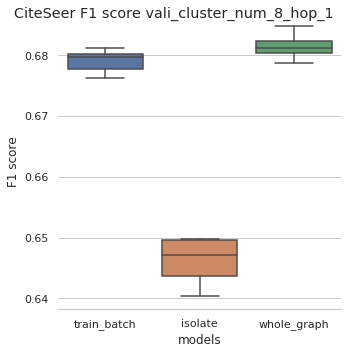 CiteSeer F1 score vali_cluster_num_8_hop_1
0.68
0.67
0.66
0.65
0.64
F1 score
train_batch
isolate
whole_graph
models